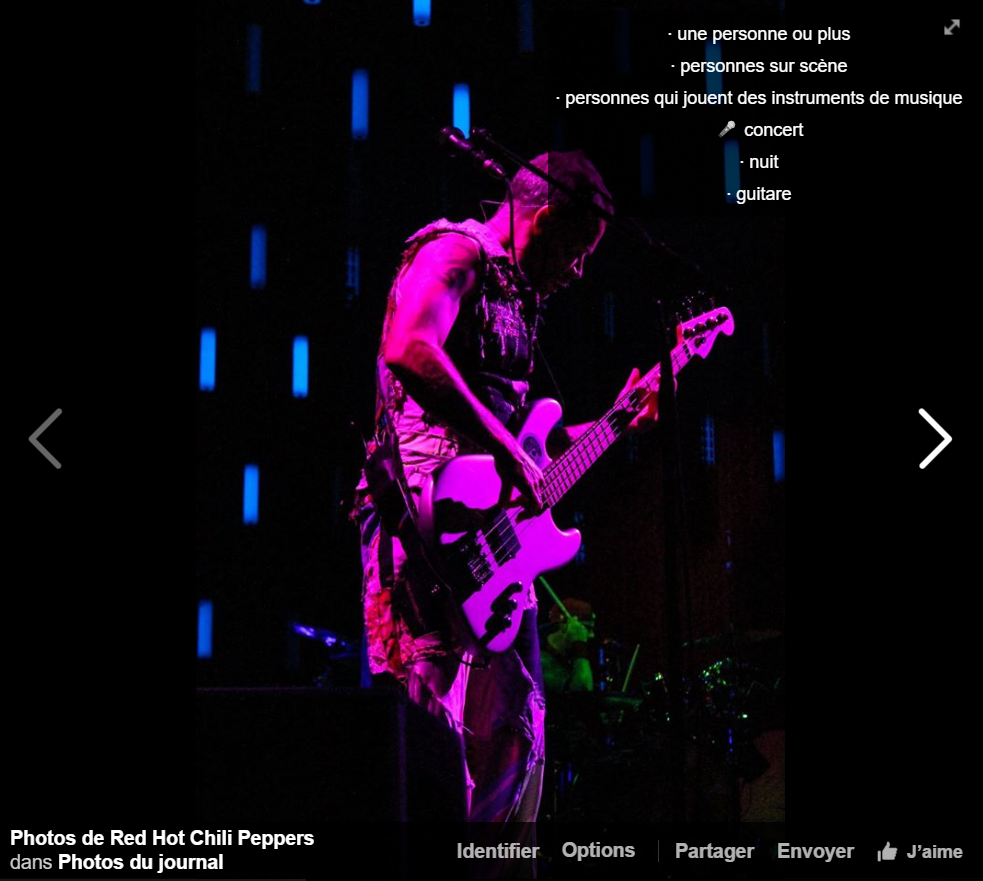 · une personne ou plus
· personnes sur scène
· personnes qui jouent des instruments de musique
🎤 concert
· nuit
· guitare
Photos de Red Hot Chili Peppers
dans Photos du journal
Identifier Options Partager Envoyer J’aime